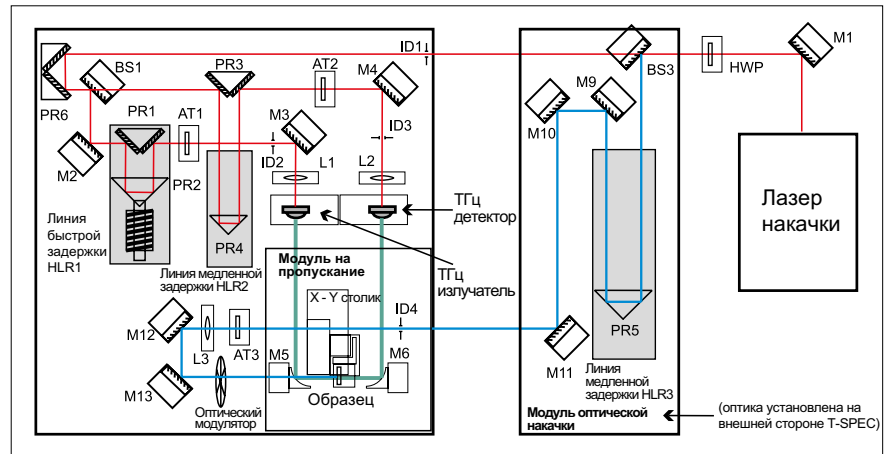 ID1
M1
BS1
PR3
AT2
M4
BS3
HWP
PR6
M9
M10
PR1
AT1
M3
ID3
ID2
M2
L1
L2
PR2
ТГц
детектор
Лазер
накачки
Линия
быстрой
задержки
HLR1
PR4
Модуль на
пропускание
ТГц
излучатель
Линия медленной
задержки HLR2
X - Y столик
ID4
M12
PR5
L3
AT3
M5
M6
M11
M13
Линия
медленной
задержки HLR3
Оптический
модулятор
Образец
Модуль оптической
накачки
(оптика установлена на
внешней стороне T-SPEC)